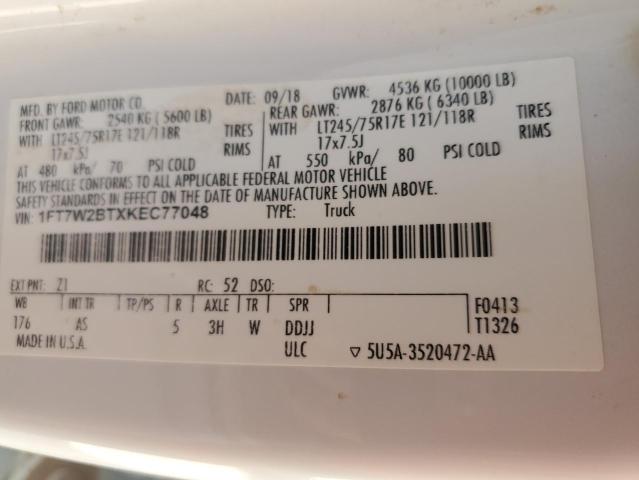 MFD. BY FORD MOTOR CO. DATE: 09/18 GVWR: 4536 KG (10000 LB)
FRONT GAWR: 2540 KG ( 5600 LB) REAR GAWR: 2876 KG ( 6340 LB)
WITH LT245/75R17E 121/118R TIRES WITH LT245/75R17E 121/118R TIRES
17x7.5J RIMS 17x7.5J RIMS
AT 480 kPa/ 70 PSI COLD AT 550 kPa/ 80 PSI COLD
THIS VEHICLE CONFORMS TO ALL APPLICABLE FEDERAL MOTOR VEHICLE
SAFETY STANDARDS IN EFFECT ON THE DATE OF MANUFACTURE SHOWN ABOVE.
VIN: 1FT7W2BTXKEC77048 TYPE: Truck
EXT PNT: Z1 RC: 52 DSO:
WB INT TR TP/PS R AXLE TR SPR F0413
176 AS 5 3H W DDJJ T1326
MADE IN U.S.A. ULC ▽ 5U5A-3520472-AA